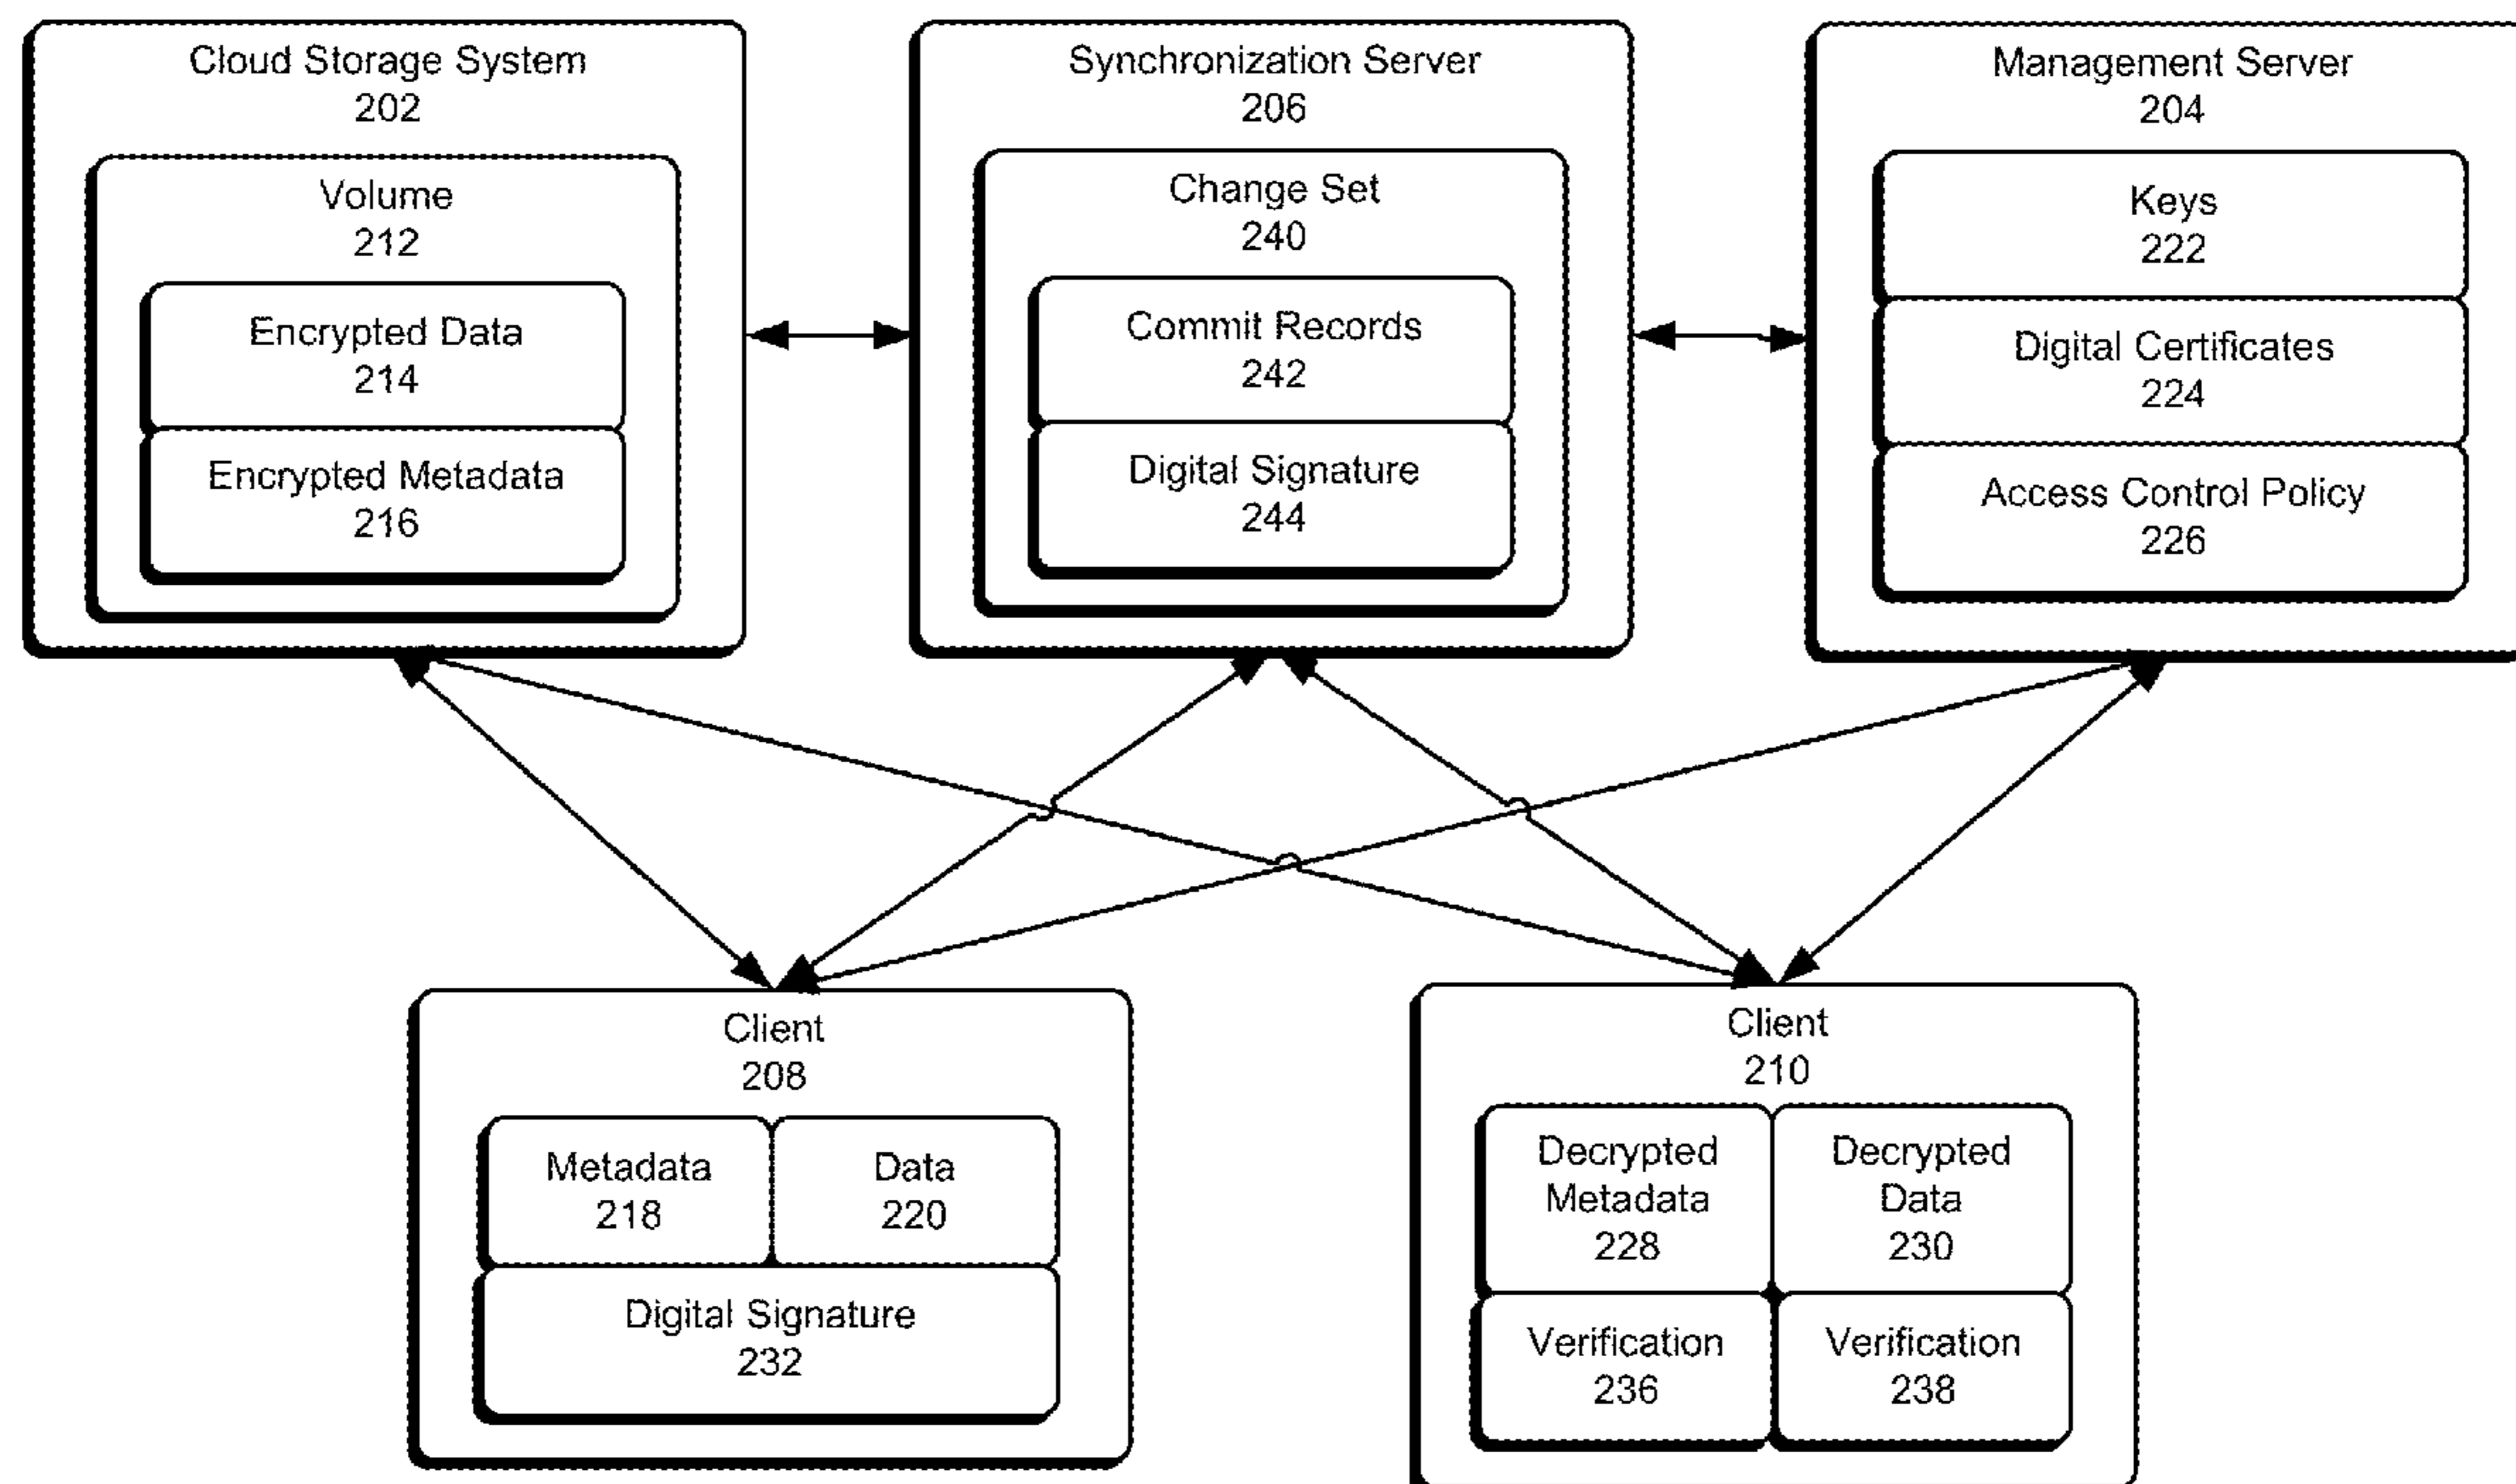 Cloud Storage System
202
Volume
212
Encrypted Data
214
Encrypted Metadata
216
Synchronization Server
206
Change Set
240
Commit Records
242
Digital Signature
244
Management Server
204
Keys
222
Digital Certificates
224
Access Control Policy
226
Client
208
Metadata
218
Data
220
Digital Signature
232
Client
210
Decrypted
Metadata
228
Decrypted
Data
230
Verification
236
Verification
238